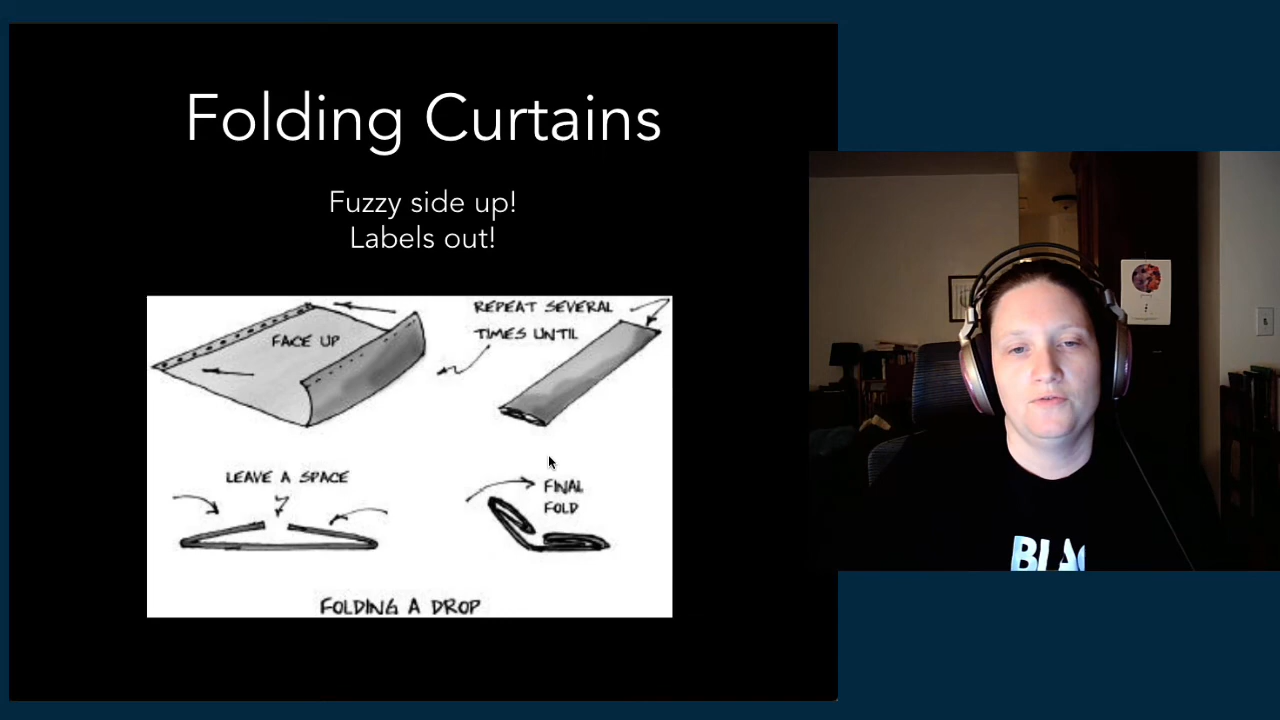 Folding Curtains
Fuzzy side up!
Labels out!
FACE UP
REPEAT SEVERAL
TIMES UNTIL
LEAVE A SPACE
FINAL
FOLD
FOLDING A DROP